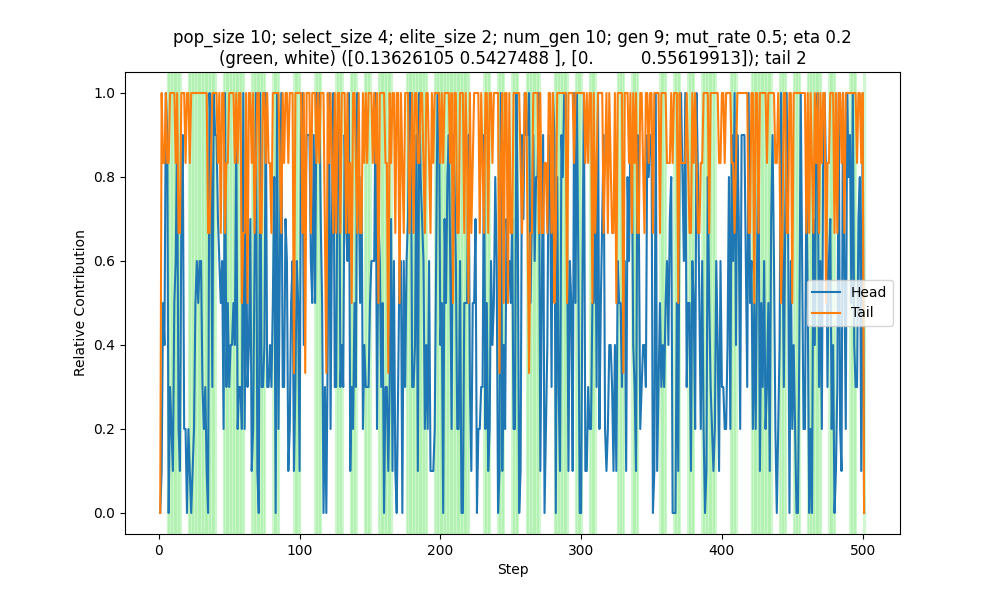 pop_size 10; select_size 4; elite_size 2; num_gen 10; gen 9; mut_rate 0.5; eta 0.2
(green, white) ([0.13626105 0.5427488 ], [0.         0.55619913]); tail 2
1.0
0.8
0.6
0.4
0.2
0.0
Relative Contribution
Head
Tail
0
100
200
300
400
500
Step